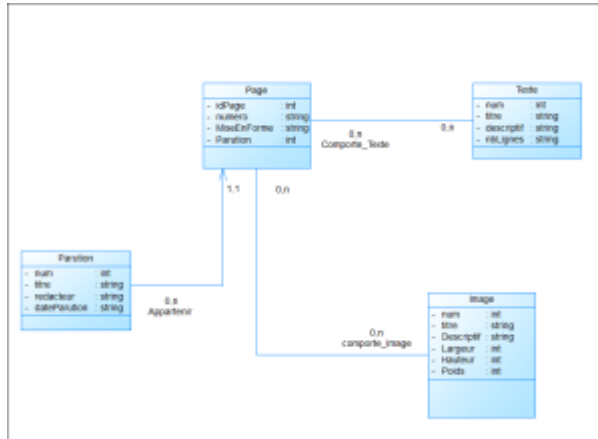 Page
- idPage : int
- numero : string
- MiseEnForme : string
- Parution : int
Texte
- num : int
- titre : string
- descriptif : string
- nbLignes : string
0,n
0,n
Comporte_Texte
1,1
0,n
Parution
- num : int
- titre : string
- redacteur : string
- dateParution : string
0,n
Appartenir
Image
- num : int
- titre : string
- Descriptif : string
- Largeur : int
- Hauteur : int
- Poids : int
0,n
comporte_image